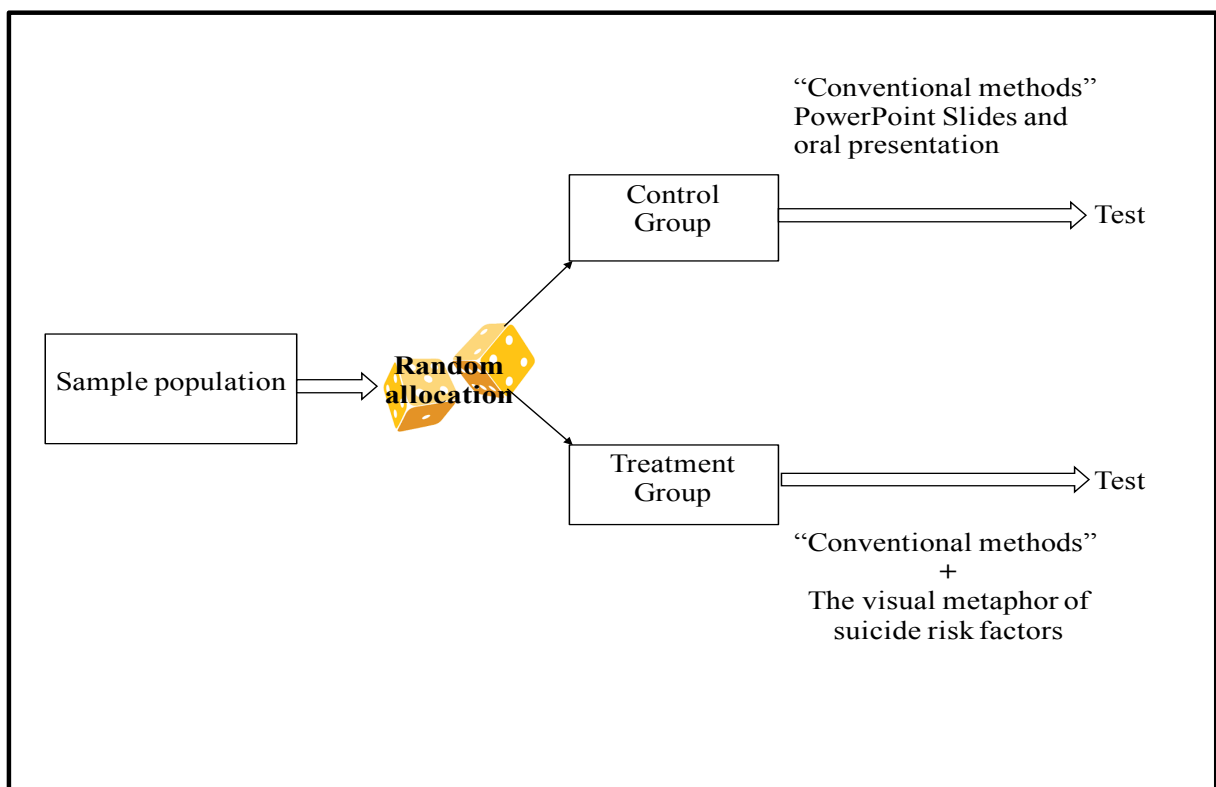 “Conventional methods”
PowerPoint Slides and
oral presentation
Control
Group
Test
Sample population
Random
allocation
Treatment
Group
Test
“Conventional methods”
+
The visual metaphor of
suicide risk factors